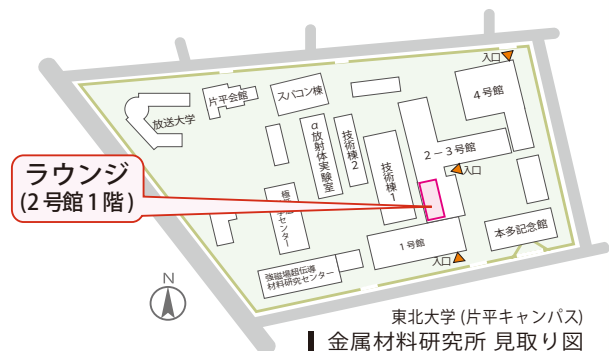 入口
4号館
スパコン棟
片平会館
放送大学
α放射体実験室
技術棟2
技術棟1
2－3号館
入口
ラウンジ
(2号館1階)
センター
本多記念館
1号館
入口
強磁場超伝導
材料研究センター
N
東北大学 (片平キャンパス)
金属材料研究所 見取り図